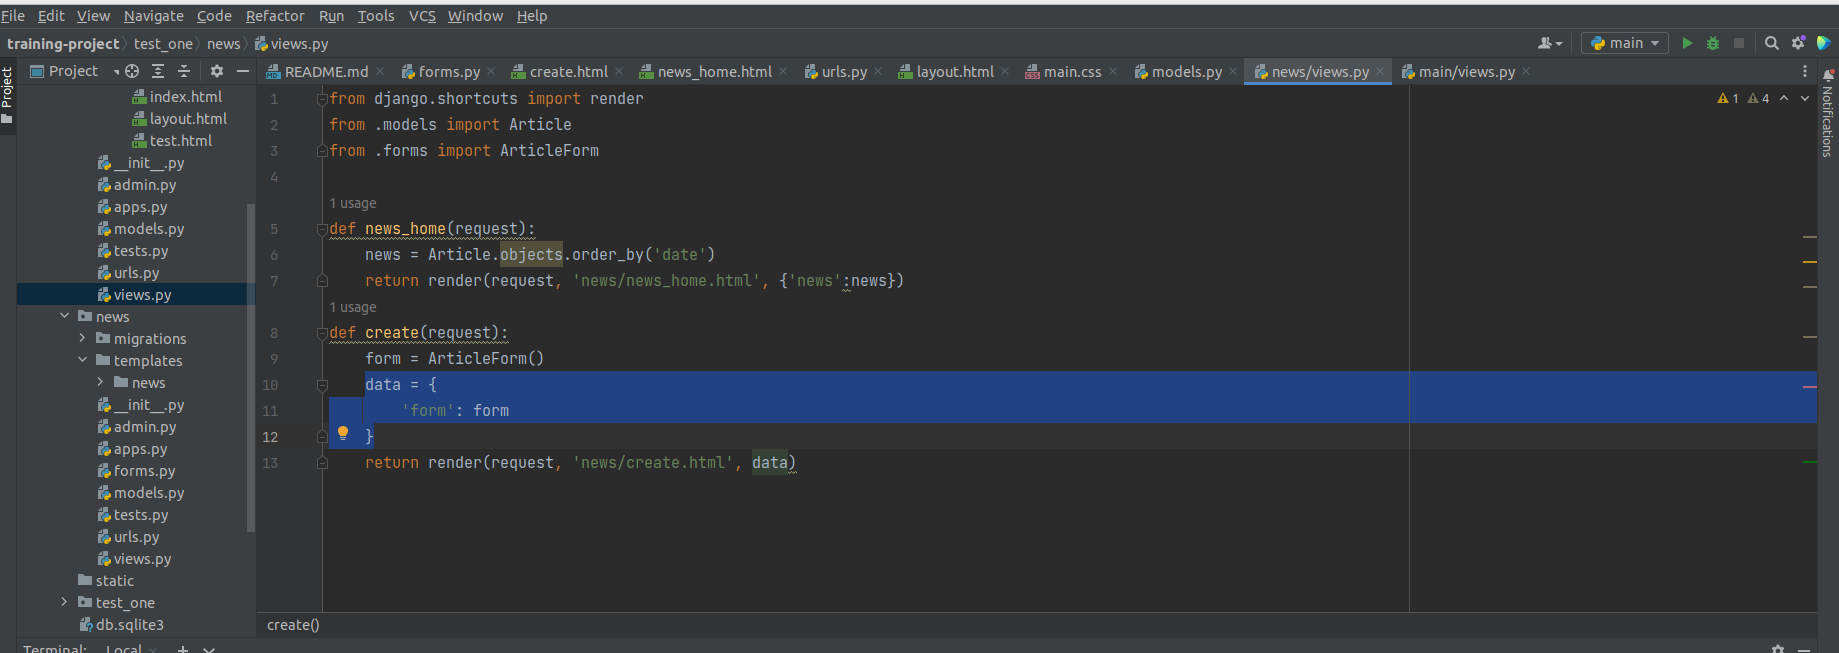 File Edit View Navigate Code Refactor Run Tools VCS Window Help
training-project test_one news views.py main
Project README.md forms.py create.html news_home.html urls.py layout.html main.css models.py news/views.py main/views.py
Project
Notifications
index.html
layout.html
test.html
__init__.py
admin.py
apps.py
models.py
tests.py
urls.py
views.py
news
migrations
templates
news
__init__.py
admin.py
apps.py
forms.py
models.py
tests.py
urls.py
views.py
static
test_one
db.sqlite3
1 from django.shortcuts import render
2 from .models import Article
3 from .forms import ArticleForm
4
1 usage
5 def news_home(request):
6 news = Article.objects.order_by('date')
7 return render(request, 'news/news_home.html', {'news':news})
1 usage
8 def create(request):
9 form = ArticleForm()
10 data = {
11 'form': form
12 }
13 return render(request, 'news/create.html', data)
1 4
create()
Terminal: Local